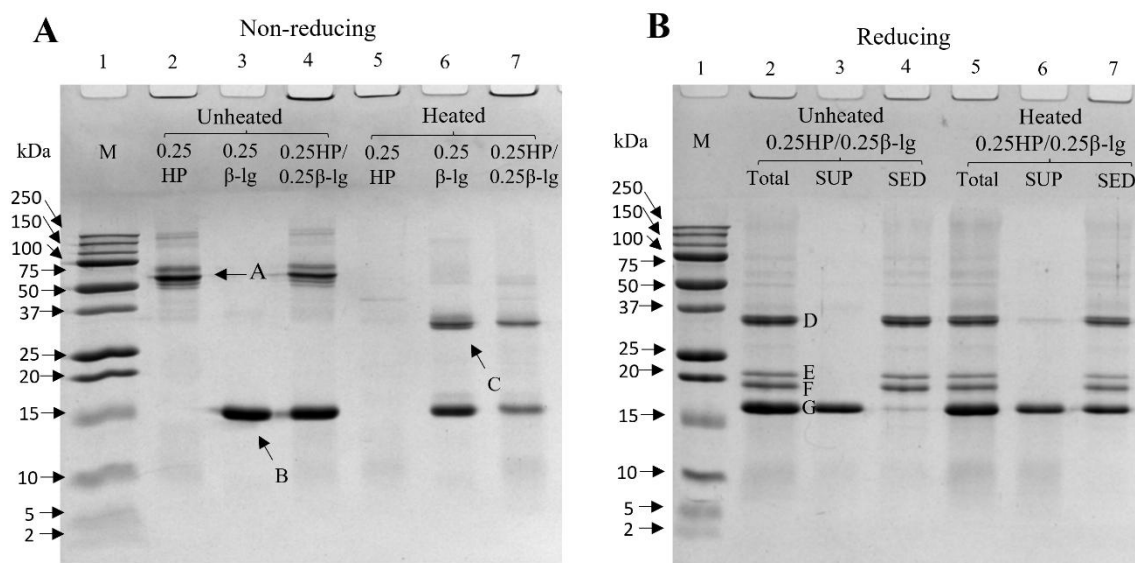 A
Non-reducing
1 2 3 4 5 6 7
Unheated Heated
kDa M 0.25 0.25 0.25HP/ 0.25 0.25 0.25HP/
HP β-lg 0.25β-lg HP β-lg 0.25β-lg
250
150
100
75
50
37
25
20
15
10
5
2
A
B
C
B
Reducing
1 2 3 4 5 6 7
Unheated Heated
kDa M 0.25HP/0.25β-lg 0.25HP/0.25β-lg
Total SUP SED Total SUP SED
250
150
100
75
50
37
25
20
15
10
5
2
D
E
F
G